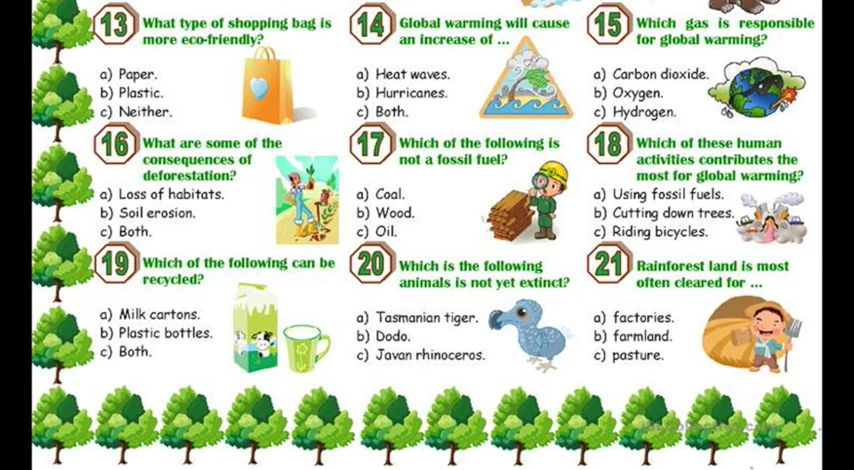 13 What type of shopping bag is
more eco-friendly?
a) Paper.
b) Plastic.
c) Neither.
14 Global warming will cause
an increase of ...
a) Heat waves.
b) Hurricanes.
c) Both.
15 Which gas is responsible
for global warming?
a) Carbon dioxide.
b) Oxygen.
c) Hydrogen.
16 What are some of the
consequences of
deforestation?
a) Loss of habitats.
b) Soil erosion.
c) Both.
17 Which of the following is
not a fossil fuel?
a) Coal.
b) Wood.
c) Oil.
18 Which of these human
activities contributes the
most for global warming?
a) Using fossil fuels.
b) Cutting down trees.
c) Riding bicycles.
19 Which of the following can be
recycled?
a) Milk cartons.
b) Plastic bottles.
c) Both.
20 Which is the following
animals is not yet extinct?
a) Tasmanian tiger.
b) Dodo.
c) Javan rhinoceros.
21 Rainforest land is most
often cleared for ...
a) factories.
b) farmland.
c) pasture.